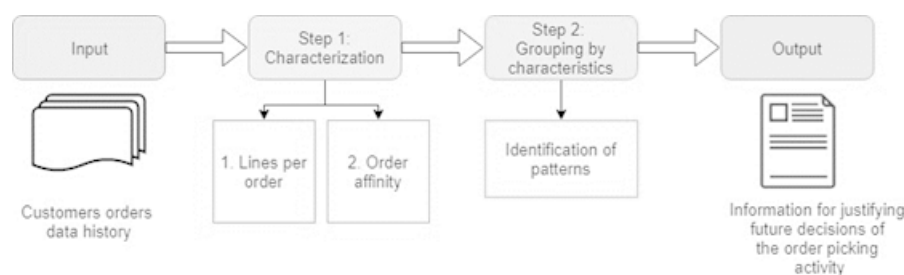 Input
Step 1:
Characterization
Step 2:
Grouping by
characteristics
Output
1. Lines per
order
2. Order
affinity
Identification of
patterns
Customers orders
data history
Information for justifying
future decisions of
the order picking
activity